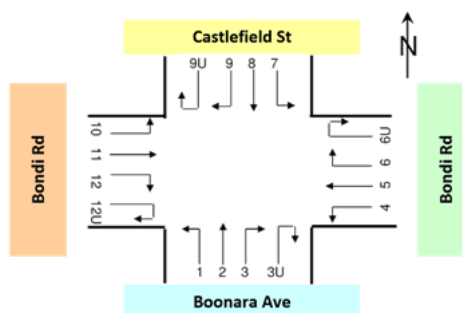 Castlefield St
N
9U 9 8 7
Bondi Rd
10
11
12
12U
6U
6
5
4
Bondi Rd
1 2 3 3U
Boonara Ave